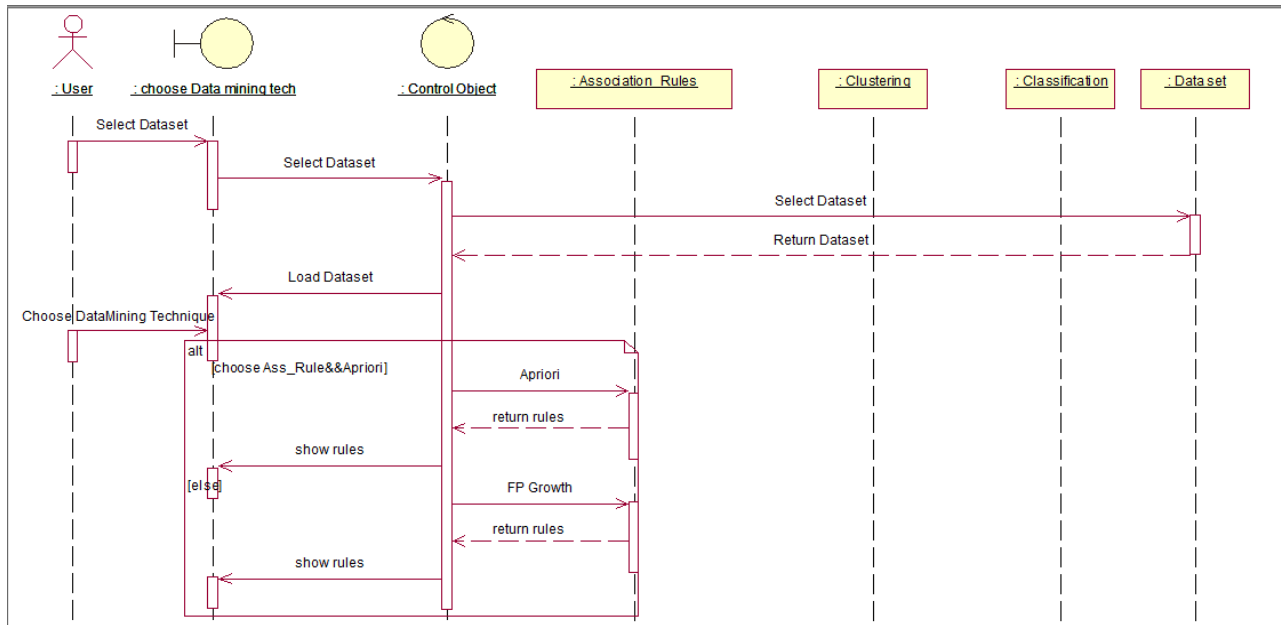 : User
: choose Data mining tech
: Control Object
: Association_Rules
: Clustering
: Classification
: Dataset
Select Dataset
Select Dataset
Select Dataset
Return Dataset
Load Dataset
Choose DataMining Technique
alt
[choose Ass_Rule&&Apriori]
Apriori
return rules
show rules
[else]
FP Growth
return rules
show rules